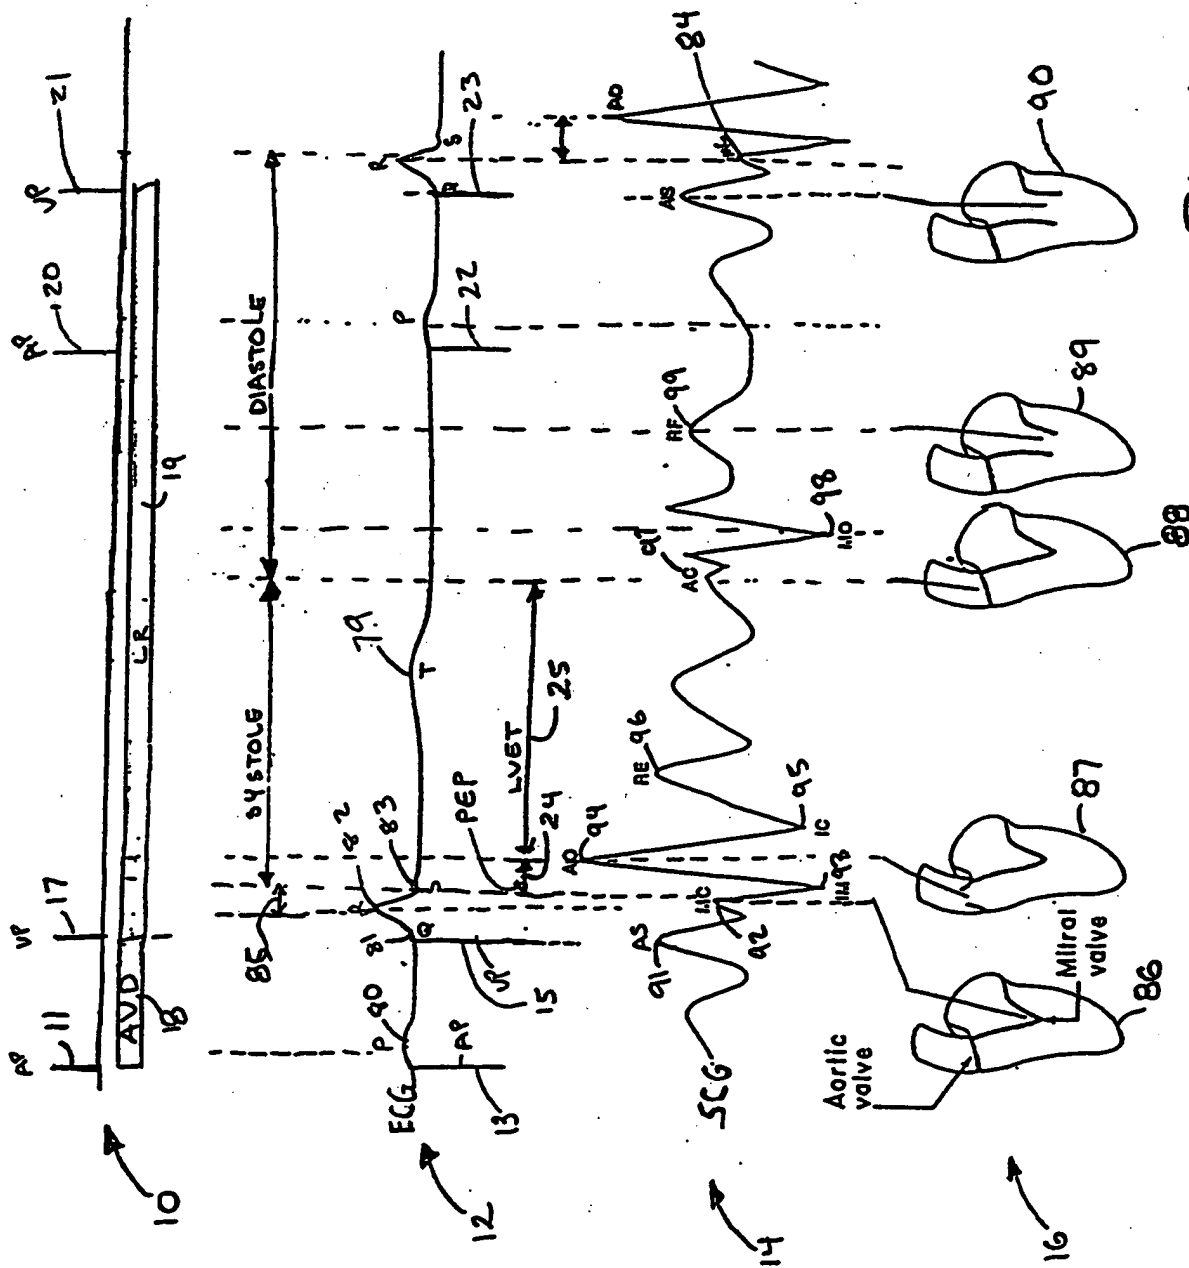 AP
11
VP
17
AP
20
VP
21
AVD
18
LR
19
10
85
SYSTOLE
DIASTOLE
82
R
83
79
T
80
P
81
Q
S
ECG
AP
13
VP
15
PEP
24
LVET
25
12
P
22
R
Q
S
23
SCG
14
AS
91
MC
92
IM
93
AO
94
IC
95
RE
96
AC
97
MO
98
RF
99
AS
AO
84
Aortic
valve
Mitral
valve
86
87
88
89
90
16